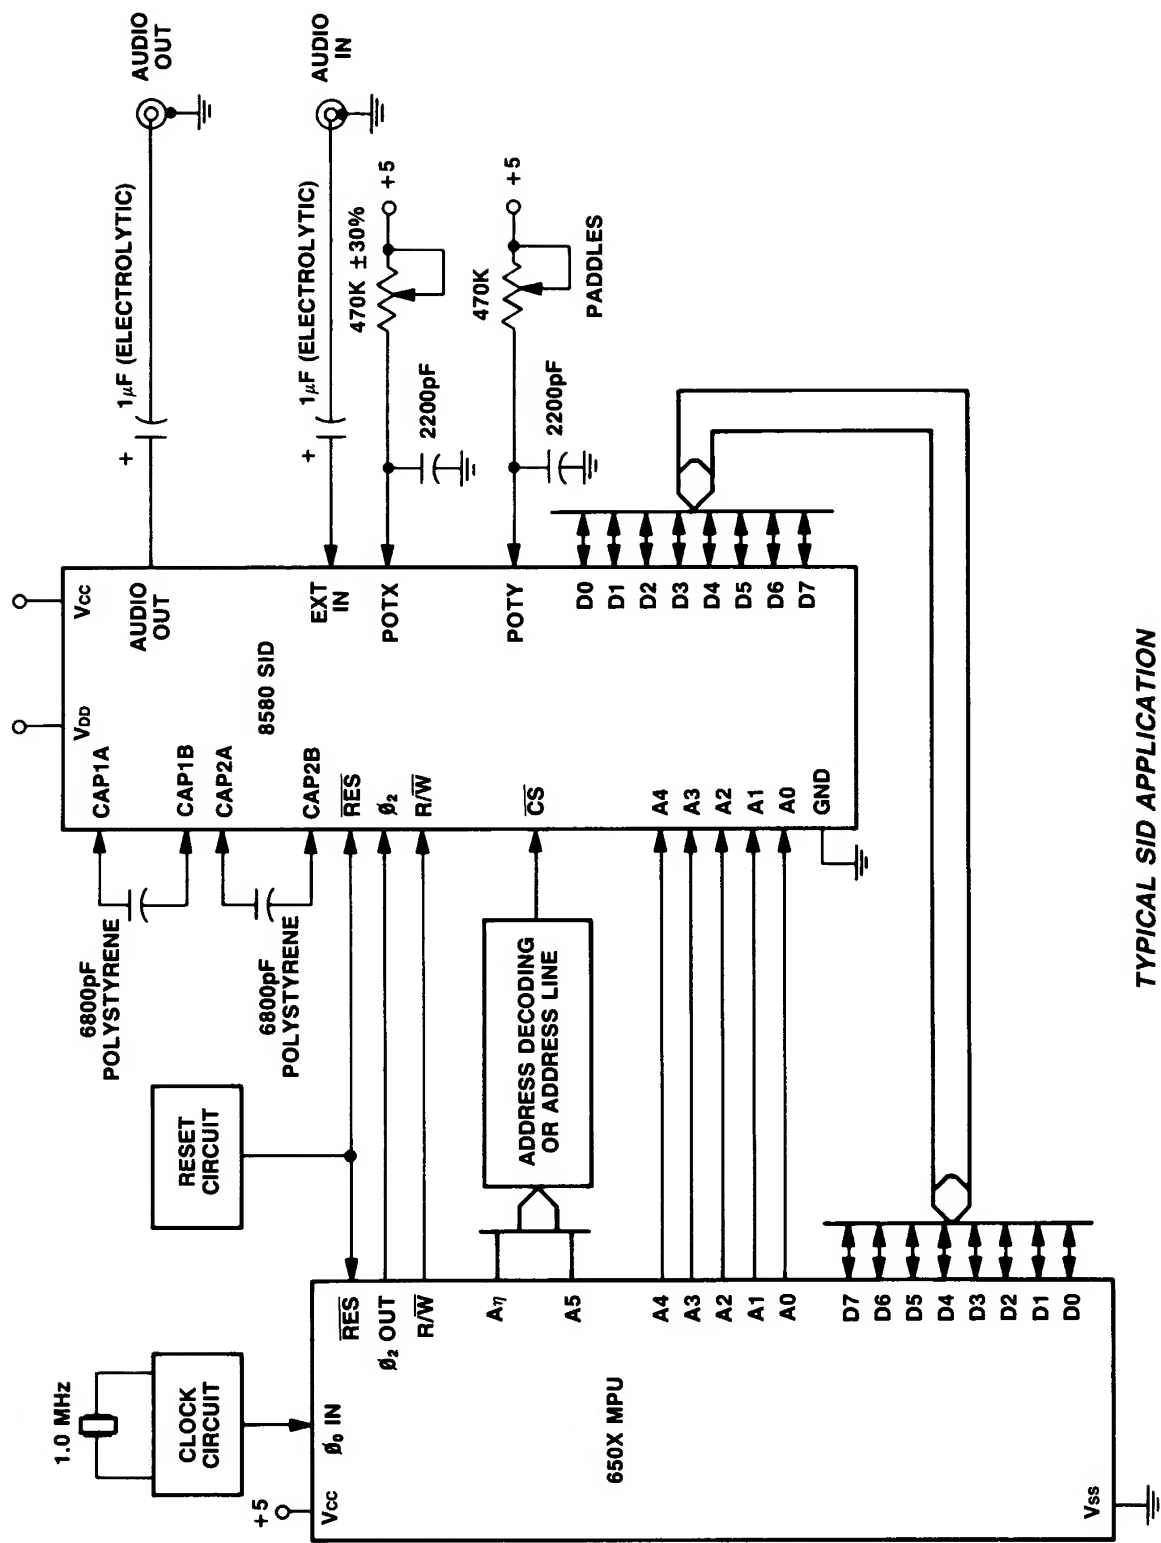 1.0 MHz
CLOCK
CIRCUIT
RESET
CIRCUIT
6800pF
POLYSTYRENE
6800pF
POLYSTYRENE
+5
VCC
ø0 IN
RES
ø2 OUT
R/W
Aη
A5
A4
A3
A2
A1
A0
D7
D6
D5
D4
D3
D2
D1
D0
650X MPU
VSS
ADDRESS DECODING
OR ADDRESS LINE
CAP1A
CAP1B
CAP2A
CAP2B
RES
ø2
R/W
CS
A4
A3
A2
A1
A0
GND
VDD
VCC
8580 SID
AUDIO
OUT
EXT
IN
POTX
POTY
D0
D1
D2
D3
D4
D5
D6
D7
+
1µF (ELECTROLYTIC)
AUDIO
OUT
+
1µF (ELECTROLYTIC)
AUDIO
IN
470K ±30%
+5
2200pF
470K
+5
2200pF
PADDLES
TYPICAL SID APPLICATION